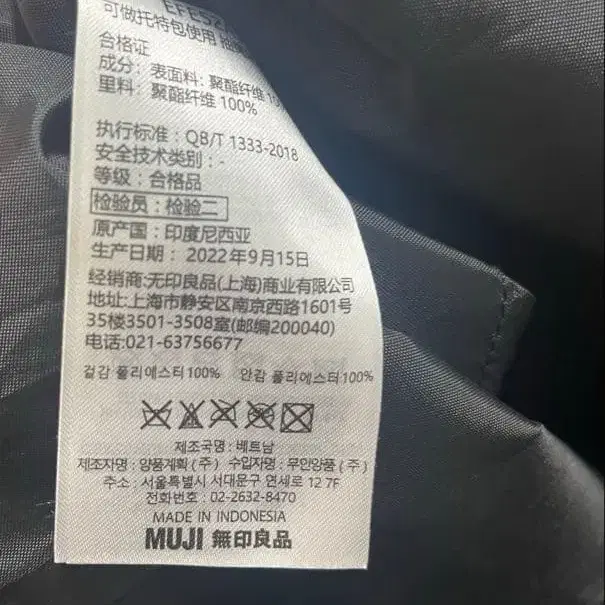 EFE52
可做托特包使用
合格证
成分：表面料：聚酯纤维
里料：聚酯纤维 100%
执行标准：QB/T 1333-2018
安全技术类别：-
等级：合格品
检验员：检验二
原产国：印度尼西亚
生产日期：2022年9月15日
经销商:无印良品(上海)商业有限公司
地址:上海市静安区南京西路1601号
35楼3501-3508室(邮编200040)
电话:021-63756677
겉감 폴리에스터100% 안감 폴리에스터100%
제조국명:베트남
제조자명 : 양품계획 (주) 수입자명 : 무인양품 (주)
주소 : 서울특별시 서대문구 연세로 12 7F
전화번호 : 02-2632-8470
MADE IN INDONESIA
MUJI 無印良品